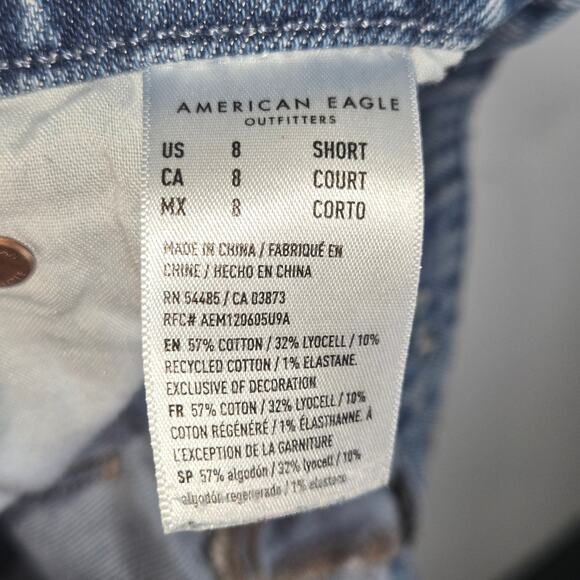 AMERICAN EAGLE
OUTFITTERS
US 8 SHORT
CA 8 COURT
MX 8 CORTO
MADE IN CHINA / FABRIQUÉ EN
CHINE / HECHO EN CHINA
RN 54485 / CA 03873
RFC# AEM120605U9A
EN 57% COTTON / 32% LYOCELL / 10%
RECYCLED COTTON / 1% ELASTANE.
EXCLUSIVE OF DECORATION
FR 57% COTON / 32% LYOCELL / 10%
COTON RÉGÉNÉRÉ / 1% ÉLASTHANNE. À
L'EXCEPTION DE LA GARNITURE
SP 57% algodón / 32% lyocell / 10%
algodón regenerado / 1% elastano.